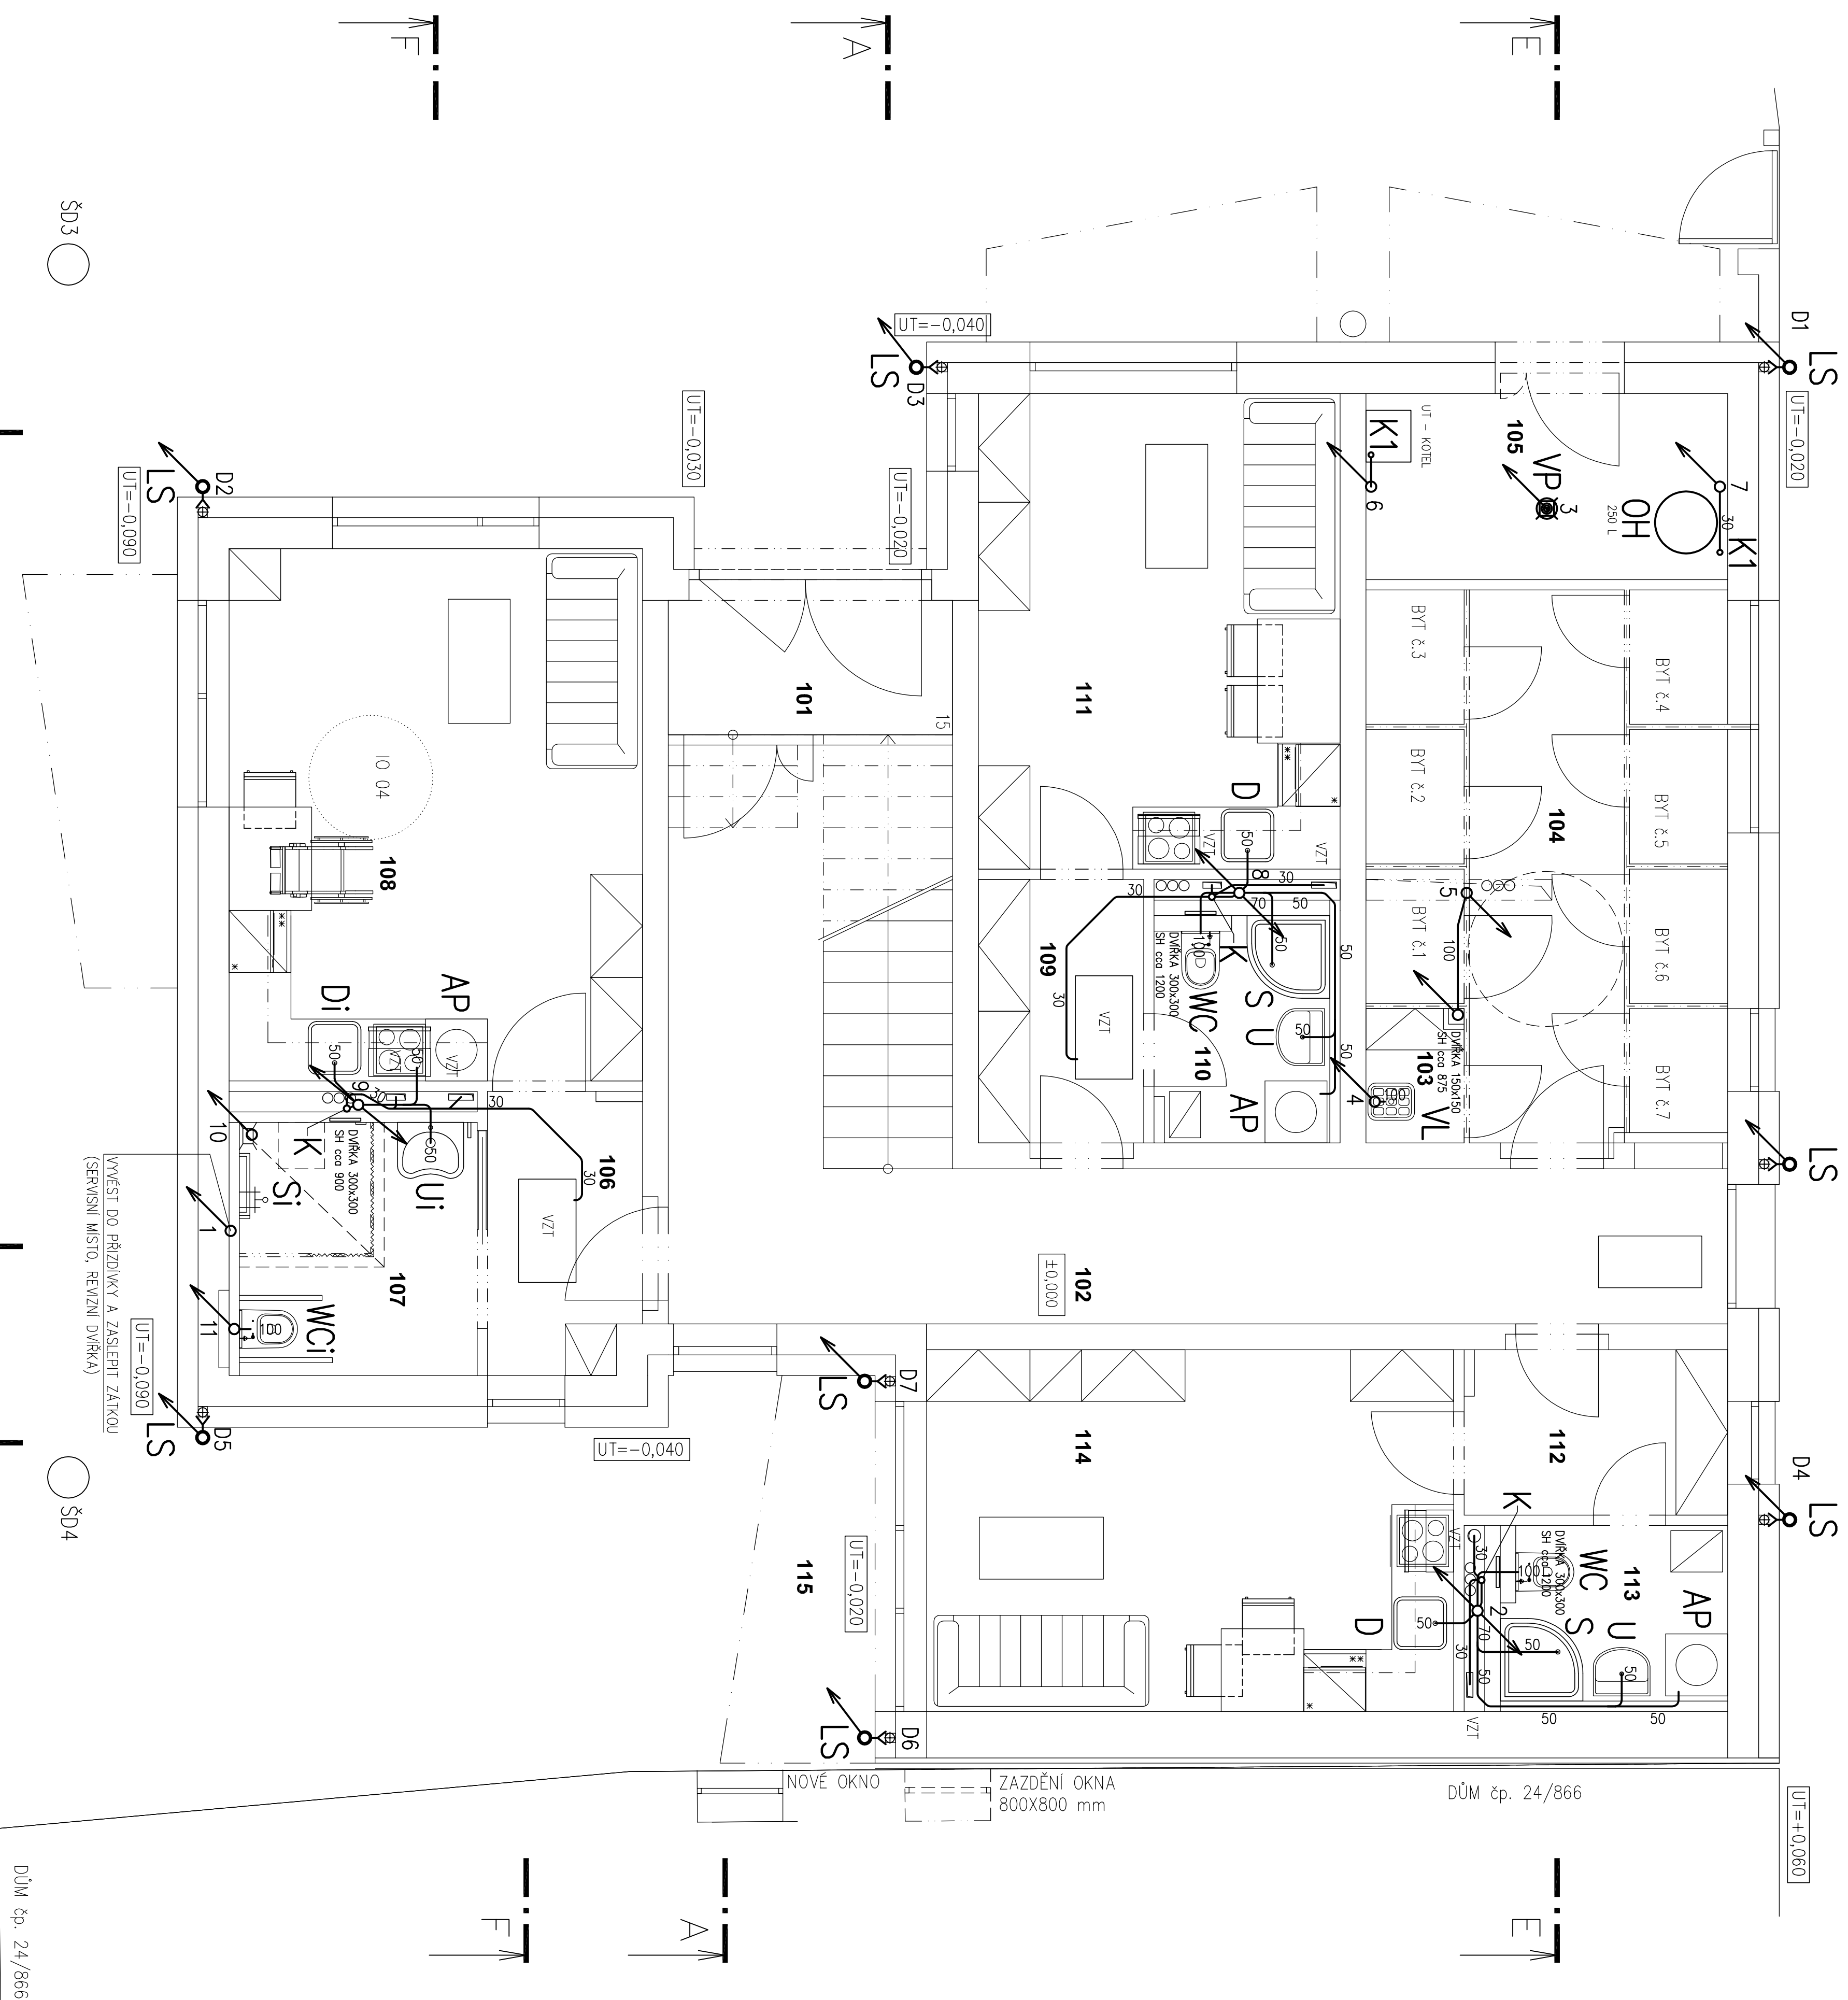 F
A
E
ŠD3
D1
LS
UT=-0,020
UT=-0,040
LS
D3
UT=-0,030
UT=-0,020
D2
LS
UT=-0,090
UT - KOTEL
K1
6
105
VP
3
OH
250 L
7
30
K1
BYT č.3
BYT č.4
BYT č.2
BYT č.5
104
BYT č.1
BYT č.6
BYT č.7
5
100
DVÍŘKA 150x150
SH cca 875
103
VL
4
LS
101
15
111
D
50
VZT
VZT
8
30
30
70
50
50
50
100
K
DVÍŘKA 300x300
SH cca 1200
WC
S
U
50
50
109
30
VZT
110
AP
IO 04
108
AP
Di
50
50
VZT
VZT
9
30
30
10
K
DVÍŘKA 300x300
SH cca 900
Si
Ui
50
106
30
VZT
1
107
11
100
WCi
VYVÉST DO PŘIZDÍVKY A ZASLEPIT ZÁTKOU
(SERVISNÍ MÍSTO, REVIZNÍ DVÍŘKA)
UT=-0,090
D5
LS
ŠD4
102
±0,000
D7
LS
UT=-0,040
114
112
D4
LS
K
VZT
30
100
DVÍŘKA 300x300
SH cca 1200
WC
113
S
U
AP
2
70
50
50
50
30
50
50
50
VZT
D
115
UT=-0,020
D6
LS
NOVÉ OKNO
ZAZDĚNÍ OKNA
800X800 mm
DŮM čp. 24/866
UT=+0,060
F
A
E
DŮM čp. 24/866